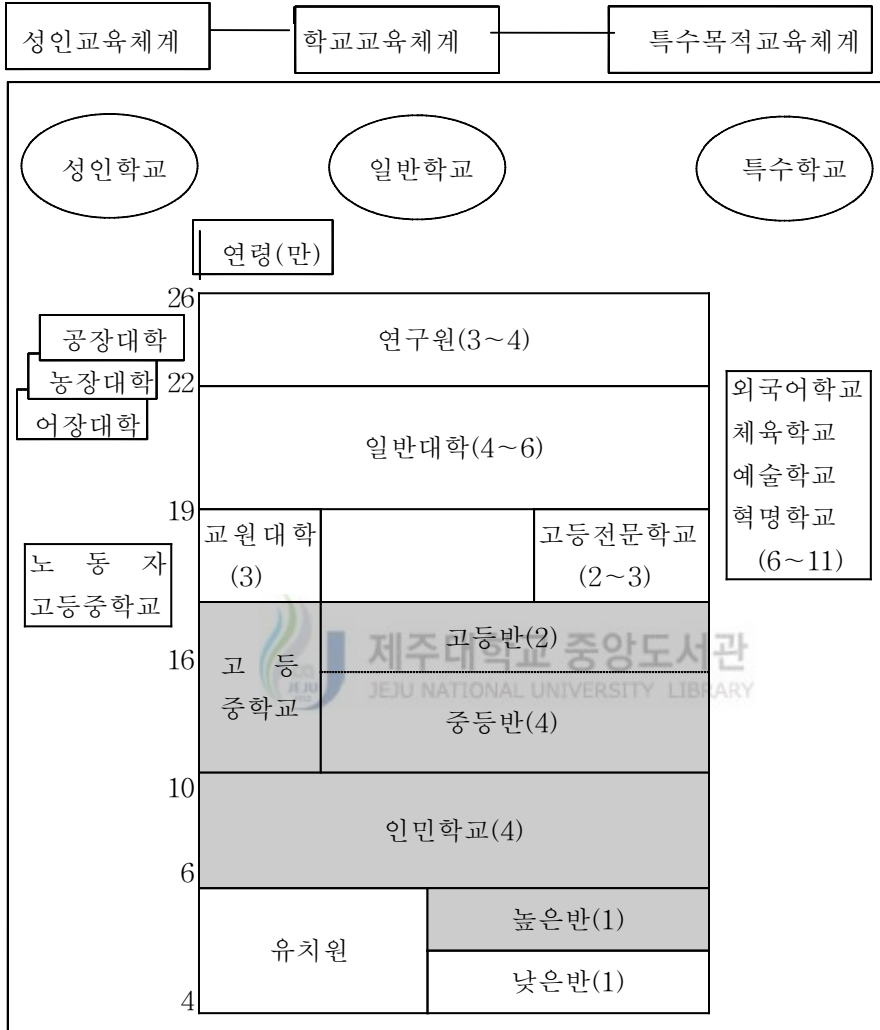 성인교육체계 학교교육체계 특수목적교육체계
성인학교 일반학교 특수학교
연령(만)
26
연구원(3~4)
공장대학
농장대학
어장대학
22
일반대학(4~6)
외국어학교
체육학교
예술학교
혁명학교
(6~11)
19
교원대학
(3)
고등전문학교
(2~3)
노 동 자
고등중학교
16
고 등
중학교
고등반(2)
중등반(4)
제주대학교 중앙도서관
JEJU NATIONAL UNIVERSITY LIBRARY
JEJU
10
인민학교(4)
6
유치원
높은반(1)
낮은반(1)
4